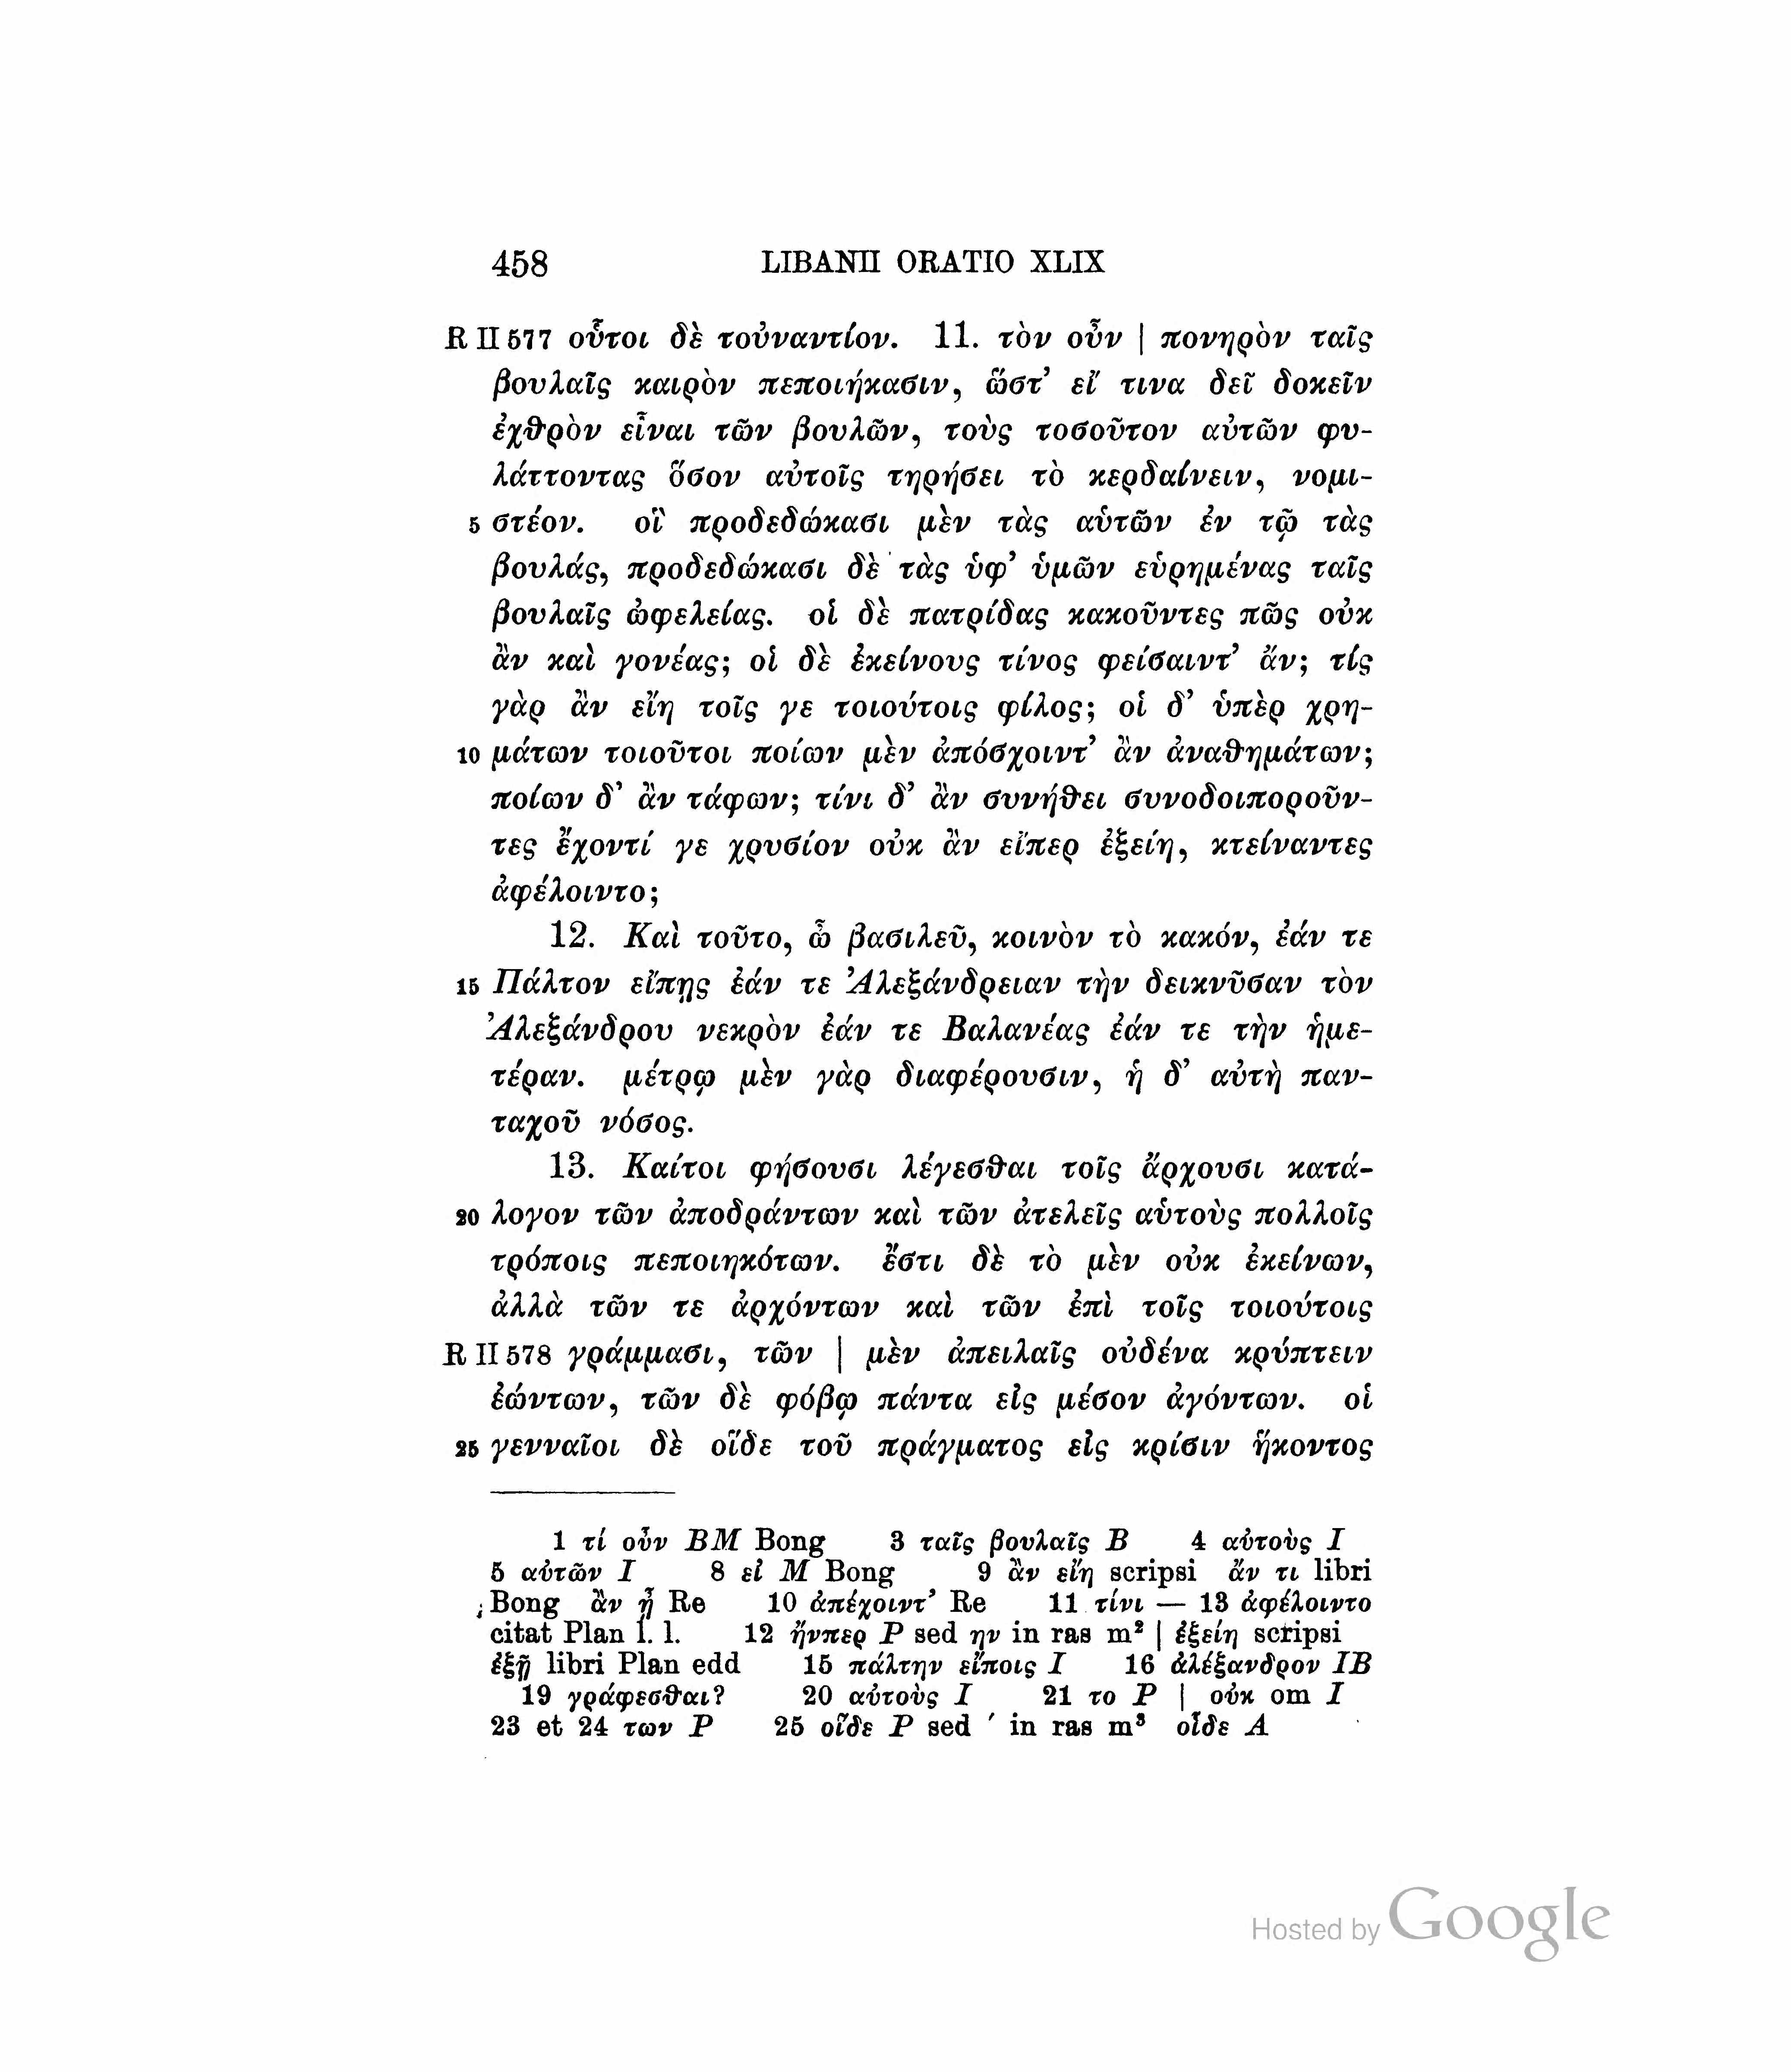 458 LIBANII ORATIO XLIX
R II 577 οὗτοι δὲ τοὐναντίον. 11. τὸν οὖν | πονηρὸν ταῖς
βουλαῖς καιρὸν πεποιήκασιν, ὥστ’ εἴ τινα δεῖ δοκεῖν
ἐχθρὸν εἶναι τῶν βουλῶν, τοὺς τοσοῦτον αὐτῶν φυ-
λάττοντας ὅσον αὐτοῖς τηρήσει τὸ κερδαίνειν, νομι-
5 στέον. οἳ προδεδώκασι μὲν τὰς αὑτῶν ἐν τῷ τὰς
βουλάς, προδεδώκασι δὲ τὰς ὑφ’ ὑμῶν εὑρημένας ταῖς
βουλαῖς ὠφελείας. οἱ δὲ πατρίδας κακοῦντες πῶς οὐκ
ἂν καὶ γονέας; οἱ δὲ ἐκείνους τίνος φείσαιντ’ ἄν; τίς
γὰρ ἂν εἴη τοῖς γε τοιούτοις φίλος; οἱ δ’ ὑπὲρ χρη-
10 μάτων τοιοῦτοι ποίων μὲν ἀπόσχοιντ’ ἂν ἀναθημάτων;
ποίων δ’ ἂν τάφων; τίνι δ’ ἂν συνήθει συνοδοιποροῦν-
τες ἔχοντί γε χρυσίον οὐκ ἂν εἴπερ ἐξείη, κτείναντες
ἀφέλοιντο;
12. Καὶ τοῦτο, ὦ βασιλεῦ, κοινὸν τὸ κακόν, ἐάν τε
15 Πάλτον εἴπῃς ἐάν τε Ἀλεξάνδρειαν τὴν δεικνῦσαν τὸν
Ἀλεξάνδρου νεκρὸν ἐάν τε Βαλανέας ἐάν τε τὴν ἡμε-
τέραν. μέτρῳ μὲν γὰρ διαφέρουσιν, ἡ δ’ αὐτὴ παν-
ταχοῦ νόσος.
13. Καίτοι φήσουσι λέγεσθαι τοῖς ἄρχουσι κατά-
20 λογον τῶν ἀποδράντων καὶ τῶν ἀτελεῖς αὑτοὺς πολλοῖς
τρόποις πεποιηκότων. ἔστι δὲ τὸ μὲν οὐκ ἐκείνων,
ἀλλὰ τῶν τε ἀρχόντων καὶ τῶν ἐπὶ τοῖς τοιούτοις
R II 578 γράμμασι, τῶν | μὲν ἀπειλαῖς οὐδένα κρύπτειν
ἐώντων, τῶν δὲ φόβῳ πάντα εἰς μέσον ἀγόντων. οἱ
25 γενναῖοι δὲ οἵδε τοῦ πράγματος εἰς κρίσιν ἥκοντος
1 τί οὖν BM Bong 3 ταῖς βουλαῖς B 4 αὐτοὺς I
5 αὐτῶν I 8 εἰ M Bong 9 ἂν εἴη scripsi ἄν τι libri
Bong ἂν ᾖ Re 10 ἀπέχοιντ’ Re 11 τίνι — 13 ἀφέλοιντο
citat Plan l. l. 12 ἤνπερ P sed ην in ras m² | ἐξείη scripsi
ἐξῇ libri Plan edd 15 πάλτην εἴποις I 16 ἀλέξανδρον IB
19 γράφεσθαι? 20 αὐτοὺς I 21 το P | οὐκ om I
23 et 24 των P 25 οἵδε P sed ′ in ras m³ οἶδε A
Hosted by Google